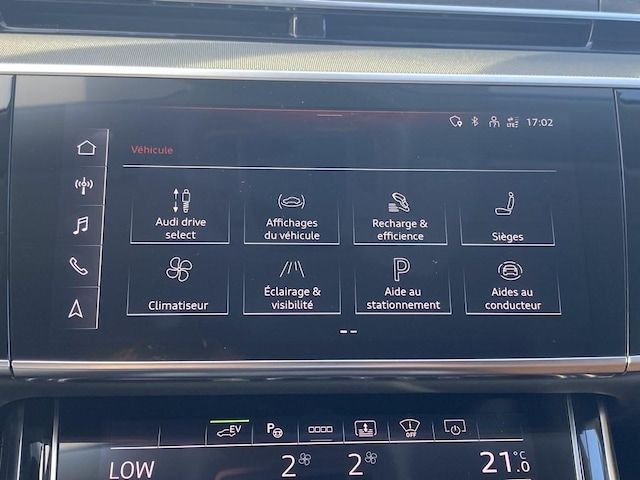 LTE 17:02
Véhicule
Audi drive
select
Affichages
du véhicule
Recharge &
efficience
Sièges
Climatiseur
Éclairage &
visibilité
P
Aide au
stationnement
Aides au
conducteur
EV
P
OFF
LOW
2
2
21.0 °C